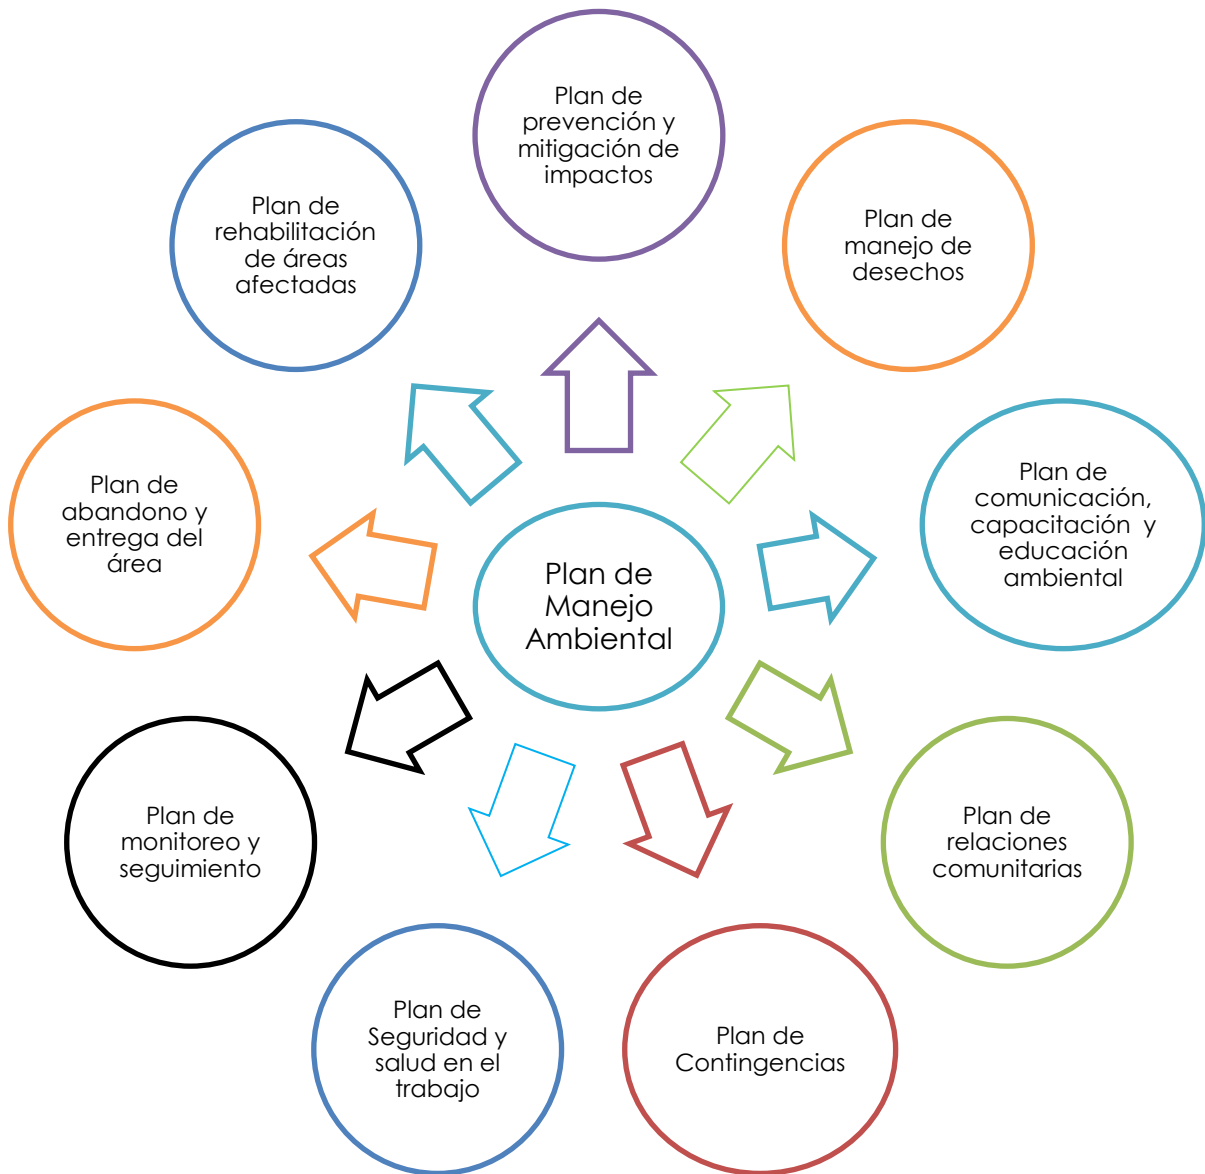 Plan de
prevención y
mitigación de
impactos
Plan de
manejo de
desechos
Plan de
comunicación,
capacitación y
educación
ambiental
Plan de
relaciones
comunitarias
Plan de
Contingencias
Plan de
Seguridad y
salud en el
trabajo
Plan de
monitoreo y
seguimiento
Plan de
abandono y
entrega del
área
Plan de
rehabilitación
de áreas
afectadas
Plan de
Manejo
Ambiental